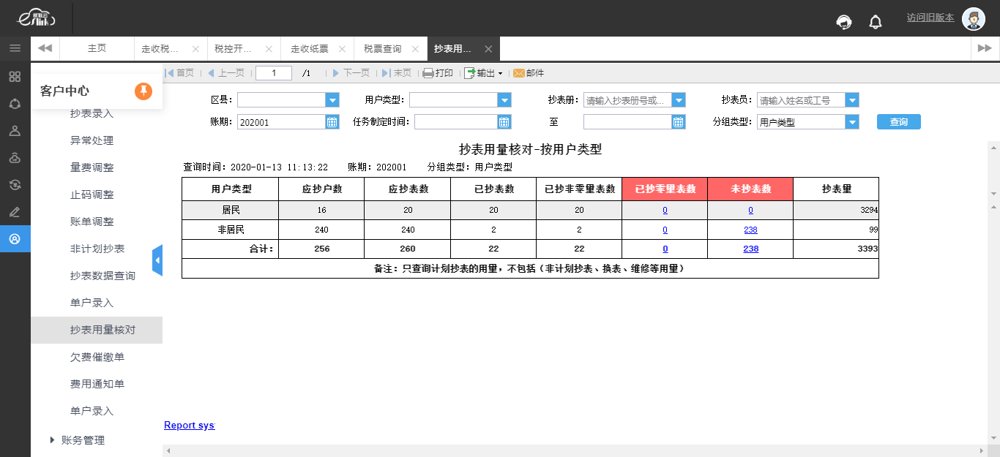 易联云
eslink
访问旧版本
主页 走收税... 税控开... 走收纸票 税票查询 抄表用...
首页 上一页 1 /1 下一页 末页 打印 输出 邮件
客户中心
抄表录入
异常处理
量费调整
止码调整
账单调整
非计划抄表
抄表数据查询
单户录入
抄表用量核对
欠费催缴单
费用通知单
单户录入
账务管理
区县： 用户类型： 抄表册： 请输入抄表册号或... 抄表员： 请输入姓名或工号
账期： 202001 任务制定时间： 至 分组类型： 用户类型 查询
抄表用量核对-按用户类型
查询时间：2020-01-13 11:13:22 账期：202001 分组类型：用户类型
用户类型 应抄户数 应抄表数 已抄表数 已抄非零量表数 已抄零量表数 未抄表数 抄表量
居民 16 20 20 20 0 0 3294
非居民 240 240 2 2 0 238 99
合计： 256 260 22 22 0 238 3393
备注：只查询计划抄表的用量，不包括（非计划抄表、换表、维修等用量）
Report sys